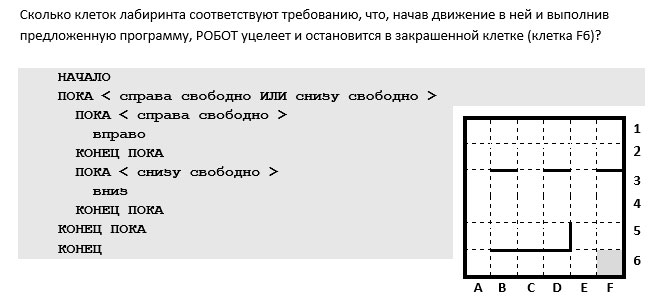 Сколько клеток лабиринта соответствуют требованию, что, начав движение в ней и выполнив
предложенную программу, РОБОТ уцелеет и остановится в закрашенной клетке (клетка F6)?
НАЧАЛО
ПОКА < справа свободно ИЛИ снизу свободно >
ПОКА < справа свободно >
вправо
КОНЕЦ ПОКА
ПОКА < снизу свободно >
вниз
КОНЕЦ ПОКА
КОНЕЦ ПОКА
КОНЕЦ
1
2
3
4
5
6
A B C D E F